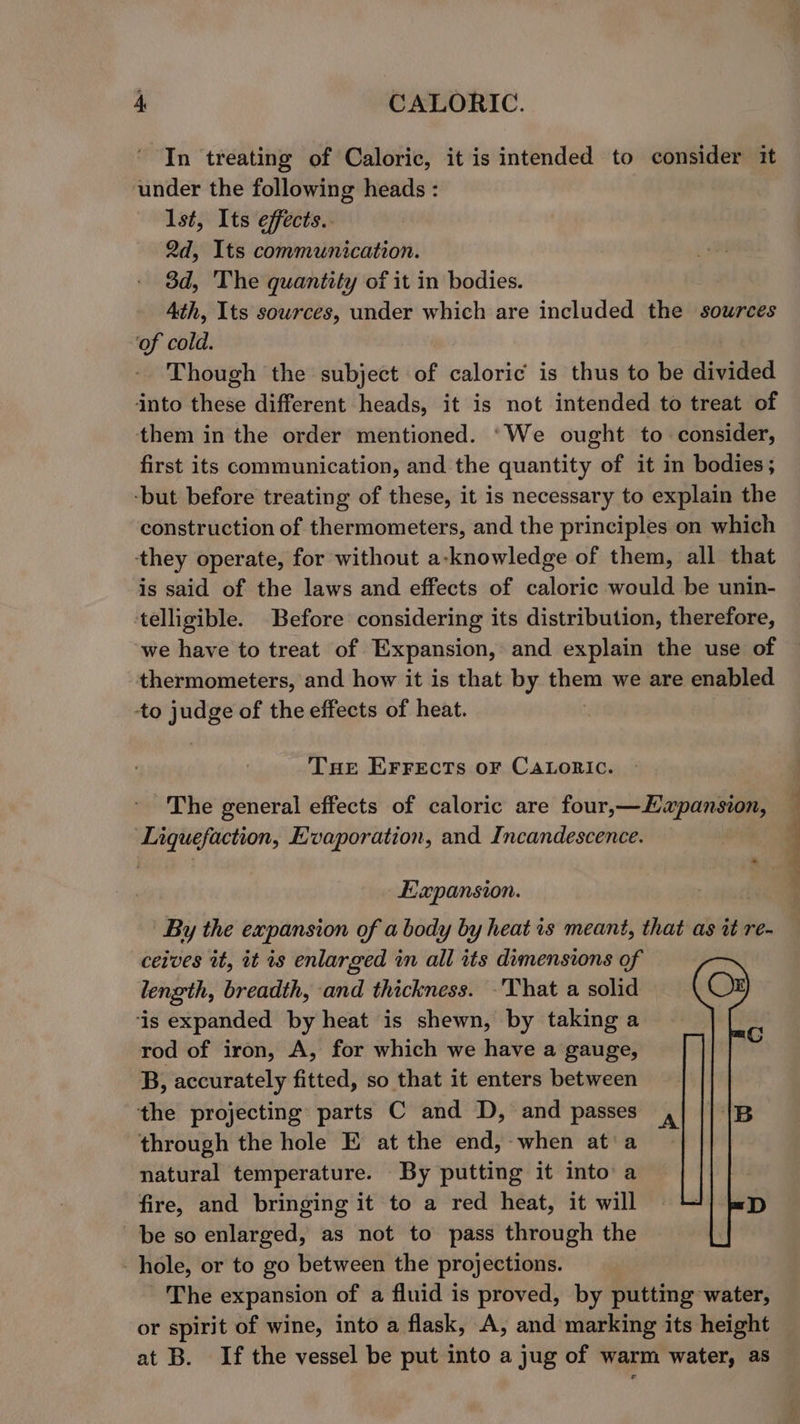 4 CALORIC.
In treating of Caloric, it is intended to consider it
under the following heads :
1st, Its effects.
2d, Its communication.
3d, The quantity of it in bodies.
4th, Its sources, under which are included the sources
of cold.
Though the subject of caloric is thus to be divided
into these different heads, it is not intended to treat of
them in the order mentioned. We ought to consider,
first its communication, and the quantity of it in bodies;
but before treating of these, it is necessary to explain the
construction of thermometers, and the principles on which
they operate, for without a knowledge of them, all that
is said of the laws and effects of caloric would be unin-
telligible. Before considering its distribution, therefore,
we have to treat of Expansion, and explain the use of
thermometers, and how it is that by them we are enabled
to judge of the effects of heat.
THE EFFECTS OF CALORIC.
The general effects of caloric are four,—Expansion,
Liquefaction, Evaporation, and Incandescence.
Expansion.
By the expansion of a body by heat is meant, that as it re-
ceives it, it is enlarged in all its dimensions of
length, breadth, and thickness. That a solid
is expanded by heat is shewn, by taking a
rod of iron, A, for which we have a gauge,
B, accurately fitted, so that it enters between
the projecting parts C and D, and passes
through the hole E at the end, when at a
natural temperature. By putting it into a
fire, and bringing it to a red heat, it will
be so enlarged, as not to pass through the
hole, or to go between the projections.
E
C
A B
D
The expansion of a fluid is proved, by putting water,
or spirit of wine, into a flask, A, and marking its height
at B. If the vessel be put into a jug of warm water, as